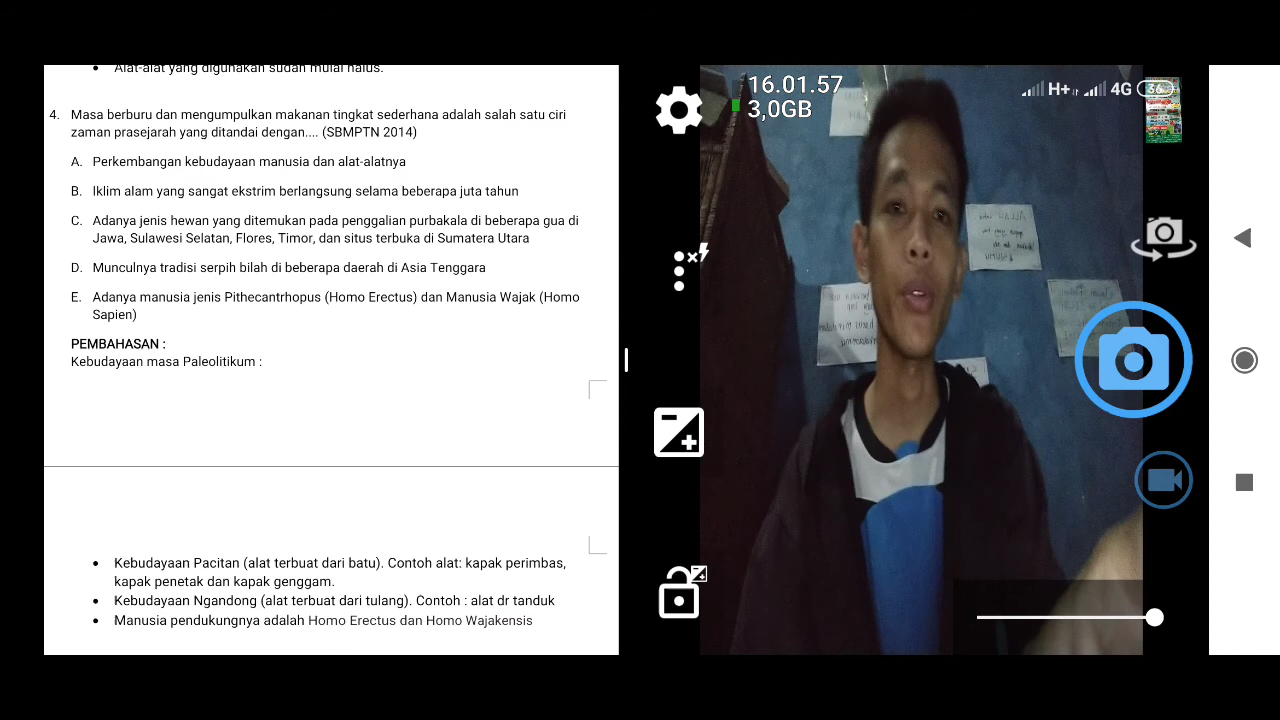 Alat-alat yang digunakan sudah mulai halus.
4. Masa berburu dan mengumpulkan makanan tingkat sederhana adalah salah satu ciri
zaman prasejarah yang ditandai dengan.... (SBMPTN 2014)
A. Perkembangan kebudayaan manusia dan alat-alatnya
B. Iklim alam yang sangat ekstrim berlangsung selama beberapa juta tahun
C. Adanya jenis hewan yang ditemukan pada penggalian purbakala di beberapa gua di
Jawa, Sulawesi Selatan, Flores, Timor, dan situs terbuka di Sumatera Utara
D. Munculnya tradisi serpih bilah di beberapa daerah di Asia Tenggara
E. Adanya manusia jenis Pithecantrhopus (Homo Erectus) dan Manusia Wajak (Homo
Sapien)
PEMBAHASAN :
Kebudayaan masa Paleolitikum :
• Kebudayaan Pacitan (alat terbuat dari batu). Contoh alat: kapak perimbas,
kapak penetak dan kapak genggam.
• Kebudayaan Ngandong (alat terbuat dari tulang). Contoh : alat dr tanduk
• Manusia pendukungnya adalah Homo Erectus dan Homo Wajakensis
16.01.57
3,0GB
H+
4G
36
ALLAH